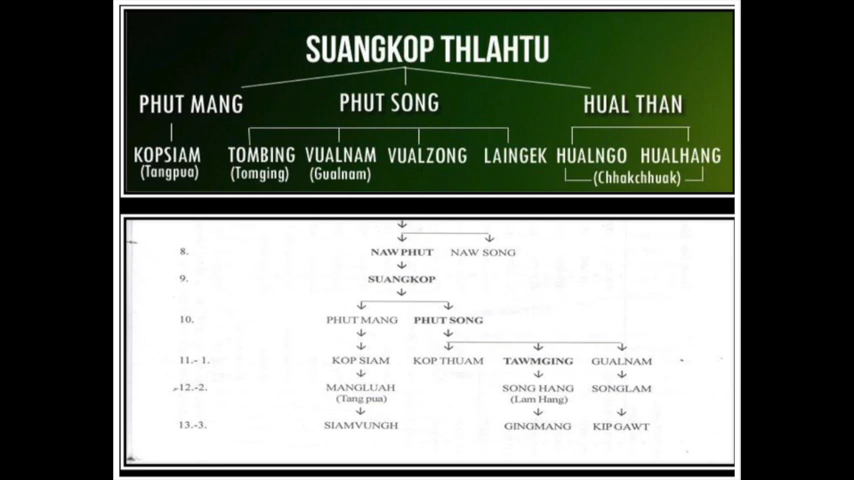 SUANGKOP THLAHTU
PHUT MANG PHUT SONG HUAL THAN
KOPSIAM TOMBING VUALNAM VUALZONG LAINGEK HUALNGO HUALHANG
(Tangpua) (Tomging) (Gualnam) (Chhakchhuak)
8. NAW PHUT NAW SONG
9. SUANGKOP
10. PHUT MANG PHUT SONG
11.- 1. KOP SIAM KOP THUAM TAWMGING GUALNAM
12.-2. MANGLUAH SONG HANG SONGLAM
(Tang pua) (Lam Hang)
13.-3. SIAMVUNGH GINGMANG KIP GAWT